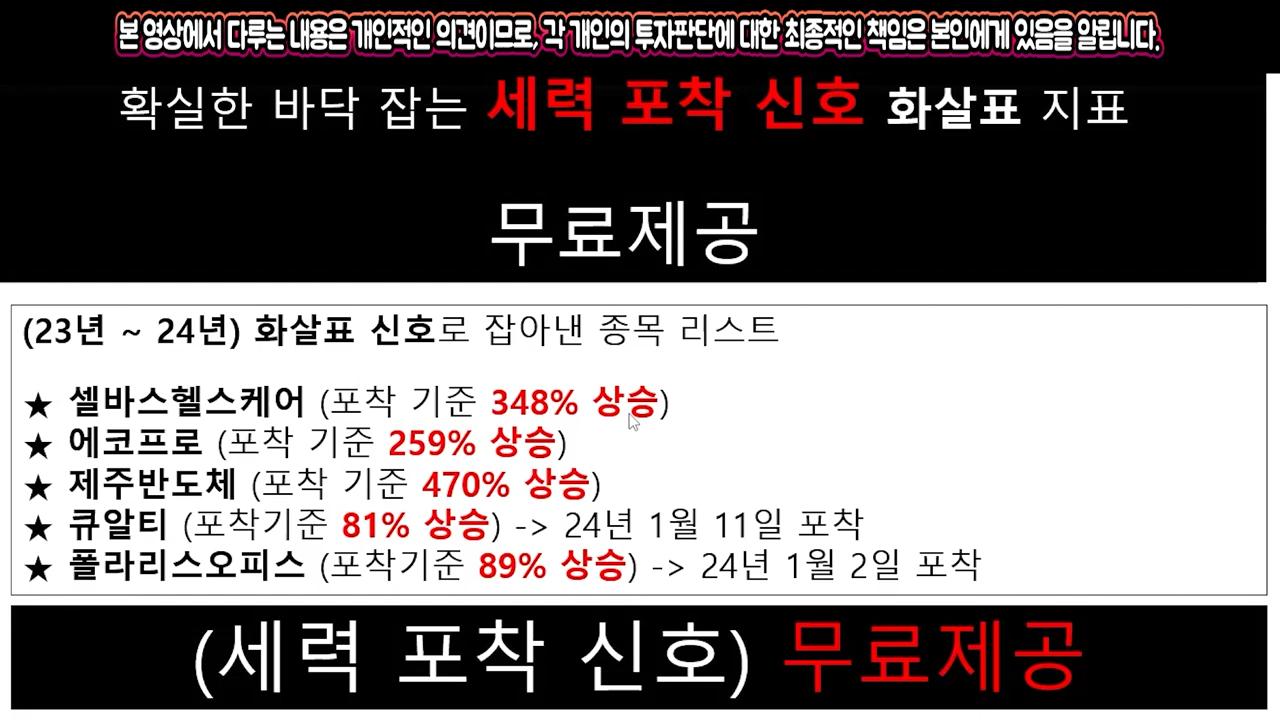 본 영상에서 다루는 내용은 개인적인 의견이므로, 각 개인의 투자판단에 대한 최종적인 책임은 본인에게 있음을 알립니다.
확실한 바닥 잡는 세력 포착 신호 화살표 지표
무료제공
(23년 ~ 24년) 화살표 신호로 잡아낸 종목 리스트
★ 셀바스헬스케어 (포착 기준 348% 상승)
★ 에코프로 (포착 기준 259% 상승)
★ 제주반도체 (포착 기준 470% 상승)
★ 큐알티 (포착기준 81% 상승) -> 24년 1월 11일 포착
★ 폴라리스오피스 (포착기준 89% 상승) -> 24년 1월 2일 포착
(세력 포착 신호) 무료제공